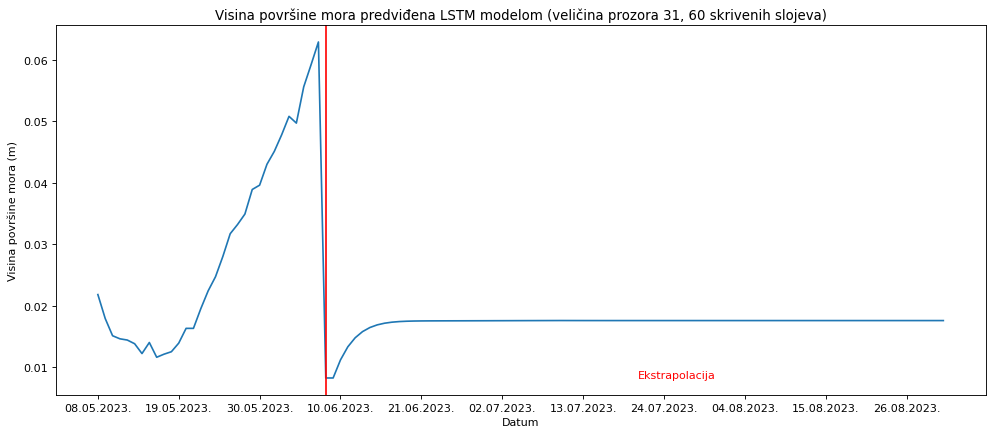 Visina površine mora predviđena LSTM modelom (veličina prozora 31, 60 skrivenih slojeva)
Visina površine mora (m)
0.06
0.05
0.04
0.03
0.02
0.01
Ekstrapolacija
08.05.2023. 19.05.2023. 30.05.2023. 10.06.2023. 21.06.2023. 02.07.2023. 13.07.2023. 24.07.2023. 04.08.2023. 15.08.2023. 26.08.2023.
Datum